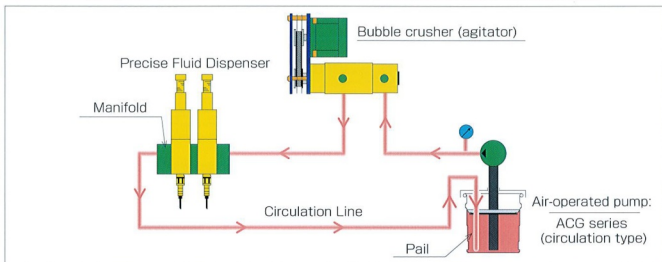 Bubble crusher (agitator)
Precise Fluid Dispenser
Manifold
Circulation Line
Air-operated pump:
ACG series
(circulation type)
Pail